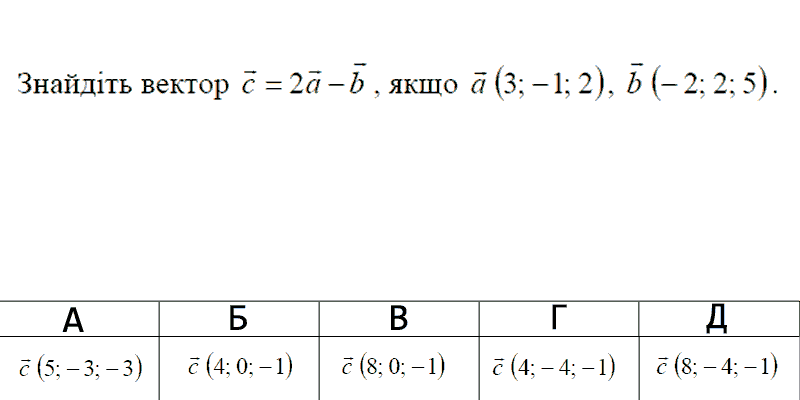 Знайдіть вектор c⃗ = 2a⃗ – b⃗ , якщо a⃗ (3; – 1; 2), b⃗ (– 2; 2; 5).
А Б В Г Д
c⃗ (5; – 3; – 3) c⃗ (4; 0; – 1) c⃗ (8; 0; – 1) c⃗ (4; – 4; – 1) c⃗ (8; – 4; – 1)